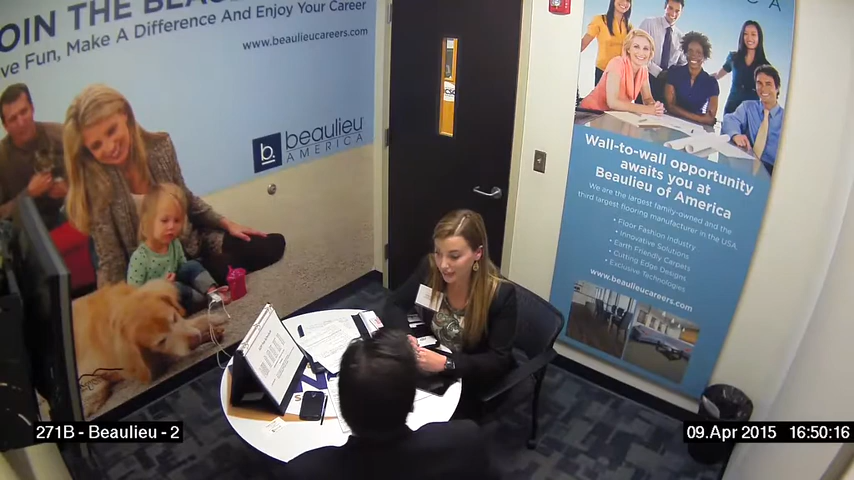 OIN THE BEA
ve Fun, Make A Difference And Enjoy Your Career
www.beaulieucareers.com
b.
beaulieu
AMERICA
CA
Wall-to-wall opportunity
awaits you at
Beaulieu of America
We are the largest family-owned and the
third largest flooring manufacturer in the USA.
• Floor Fashion Industry
• Innovative Solutions
• Earth Friendly Carpets
• Cutting Edge Designs
• Exclusive Technologies
www.beaulieucareers.com
271B - Beaulieu - 2
09.Apr 2015 16:50:16